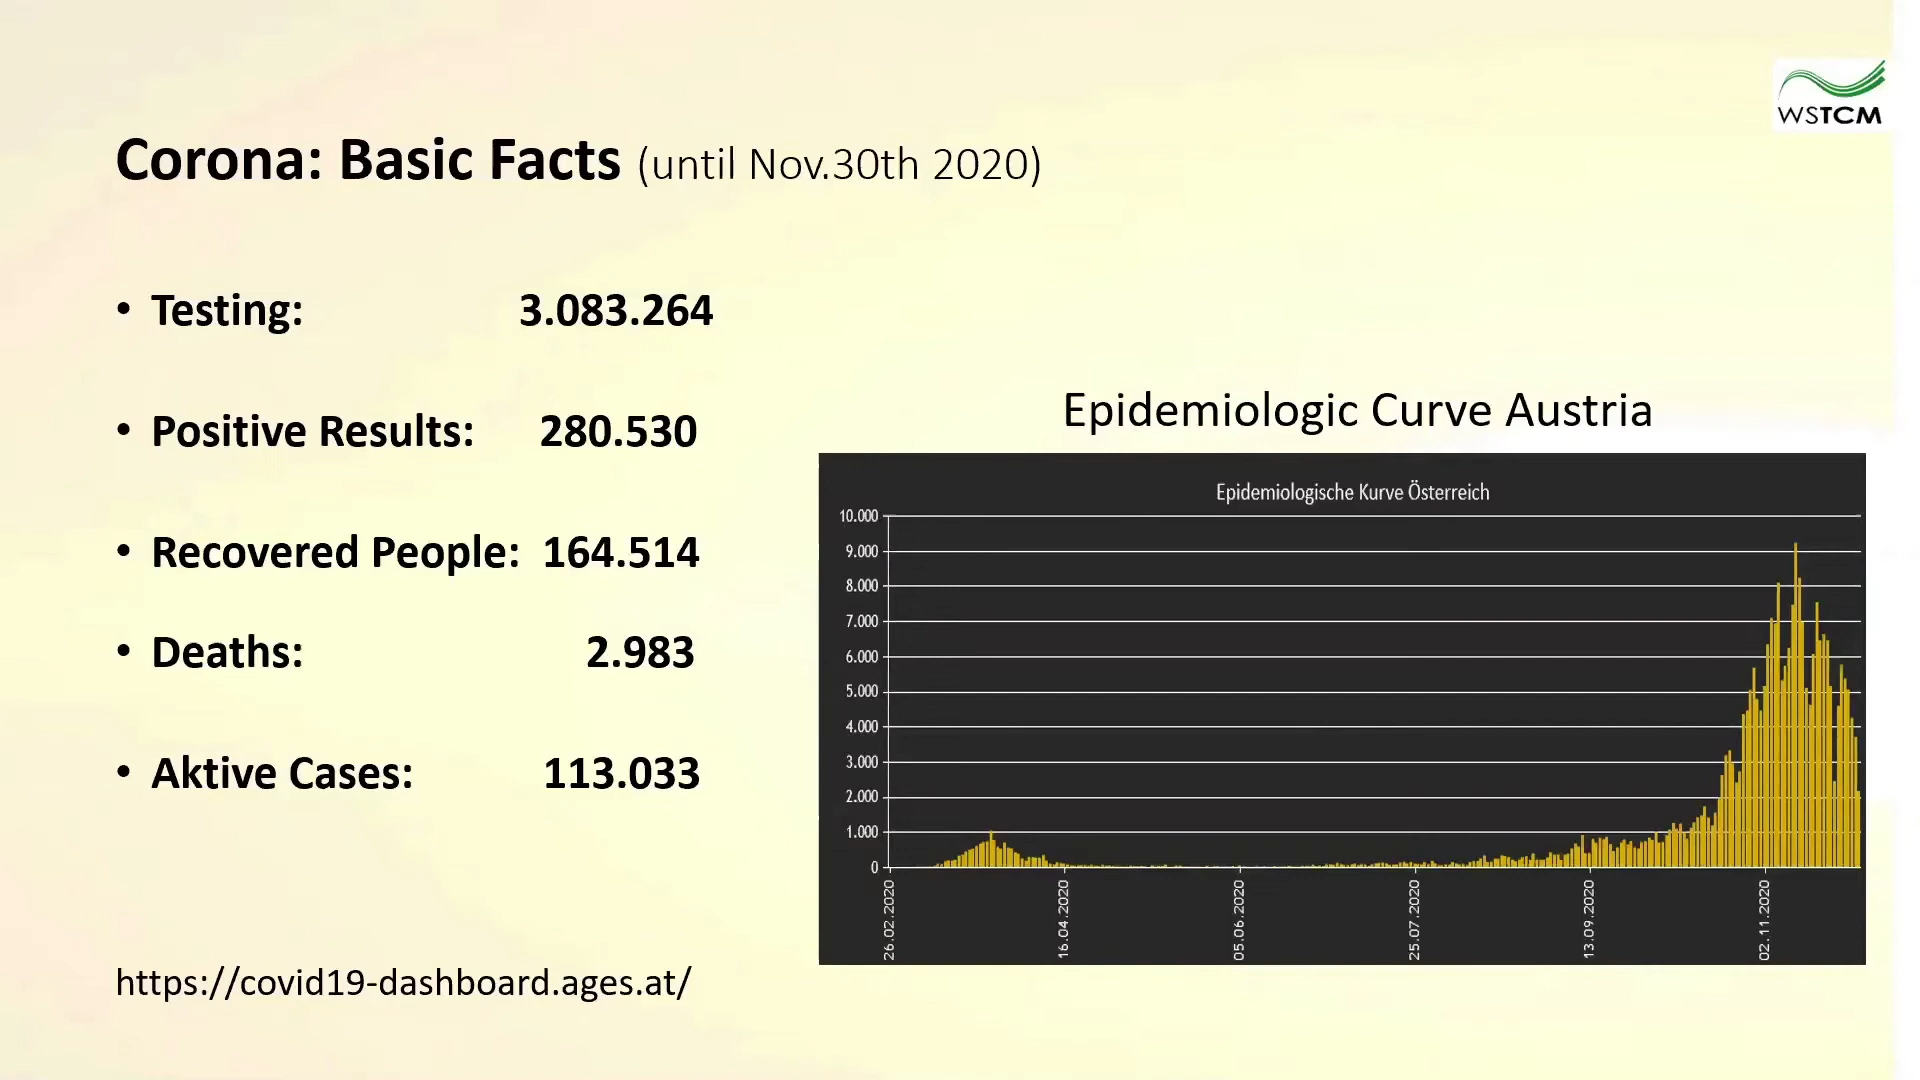 WSTCM
Corona: Basic Facts (until Nov.30th 2020)
• Testing: 3.083.264
• Positive Results: 280.530
• Recovered People: 164.514
• Deaths: 2.983
• Aktive Cases: 113.033
https://covid19-dashboard.ages.at/
Epidemiologic Curve Austria
Epidemiologische Kurve Österreich
10.000
9.000
8.000
7.000
6.000
5.000
4.000
3.000
2.000
1.000
0
26.02.2020
16.04.2020
05.06.2020
25.07.2020
13.09.2020
02.11.2020